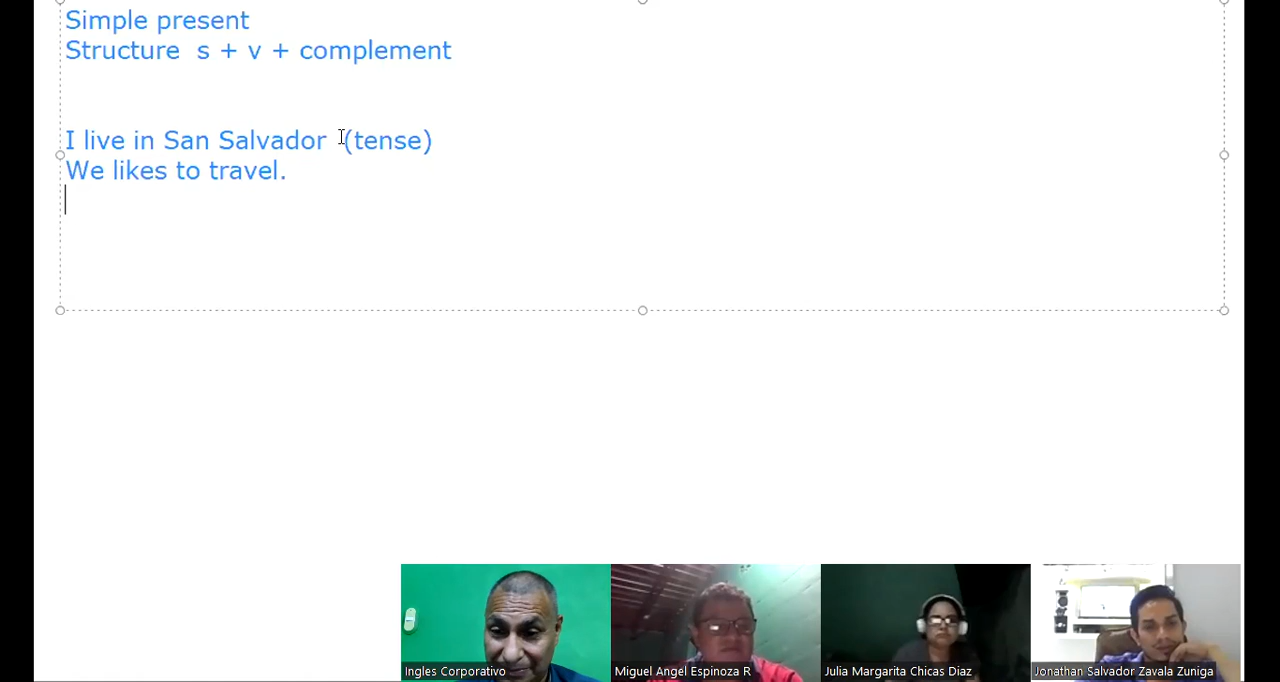 Simple present
Structure s + v + complement
I live in San Salvador (tense)
We likes to travel.
Ingles Corporativo
Miguel Angel Espinoza R
Julia Margarita Chicas Diaz
Jonathan Salvador Zavala Zuniga